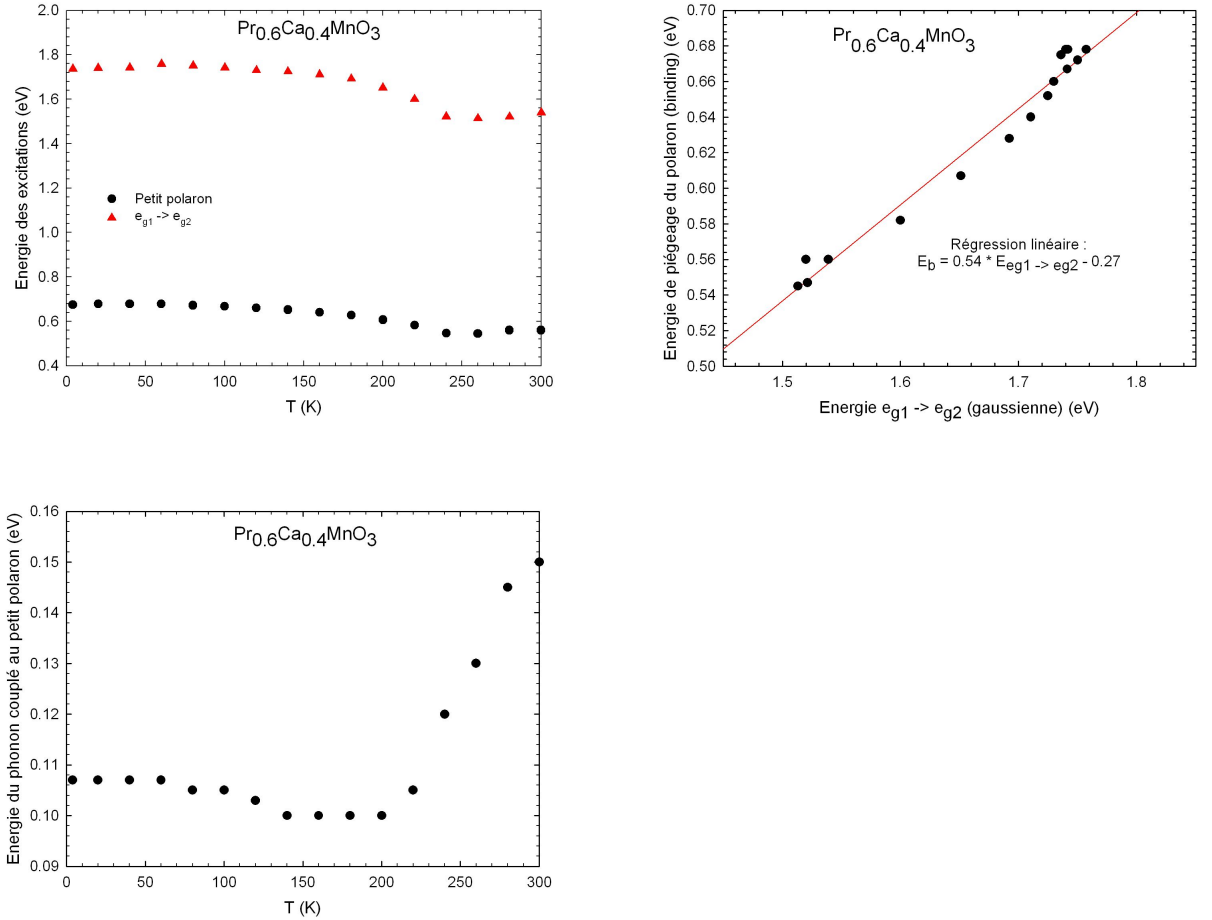 Pr0.6Ca0.4MnO3
Energie des excitations (eV)
2.0
1.8
1.6
1.4
1.2
1.0
0.8
0.6
0.4
Petit polaron
eg1 -> eg2
0 50 100 150 200 250 300
T (K)
Pr0.6Ca0.4MnO3
Energie de piégeage du polaron (binding) (eV)
0.70
0.68
0.66
0.64
0.62
0.60
0.58
0.56
0.54
0.52
0.50
Régression linéaire :
Eb = 0.54 * Eeg1 -> eg2 - 0.27
1.5 1.6 1.7 1.8
Energie eg1 -> eg2 (gaussienne) (eV)
Pr0.6Ca0.4MnO3
Energie du phonon couplé au petit polaron (eV)
0.16
0.15
0.14
0.13
0.12
0.11
0.10
0.09
0 50 100 150 200 250 300
T (K)